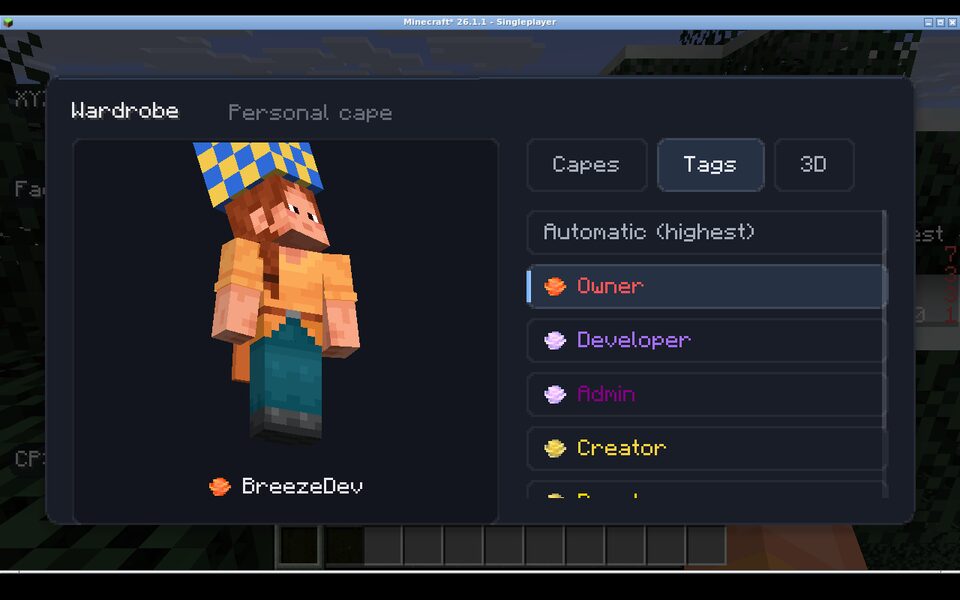 Minecraft* 26.1.1 - Singleplayer
Wardrobe
Personal cape
Capes
Tags
3D
Automatic (highest)
Owner
Developer
Admin
Creator
BreezeDev